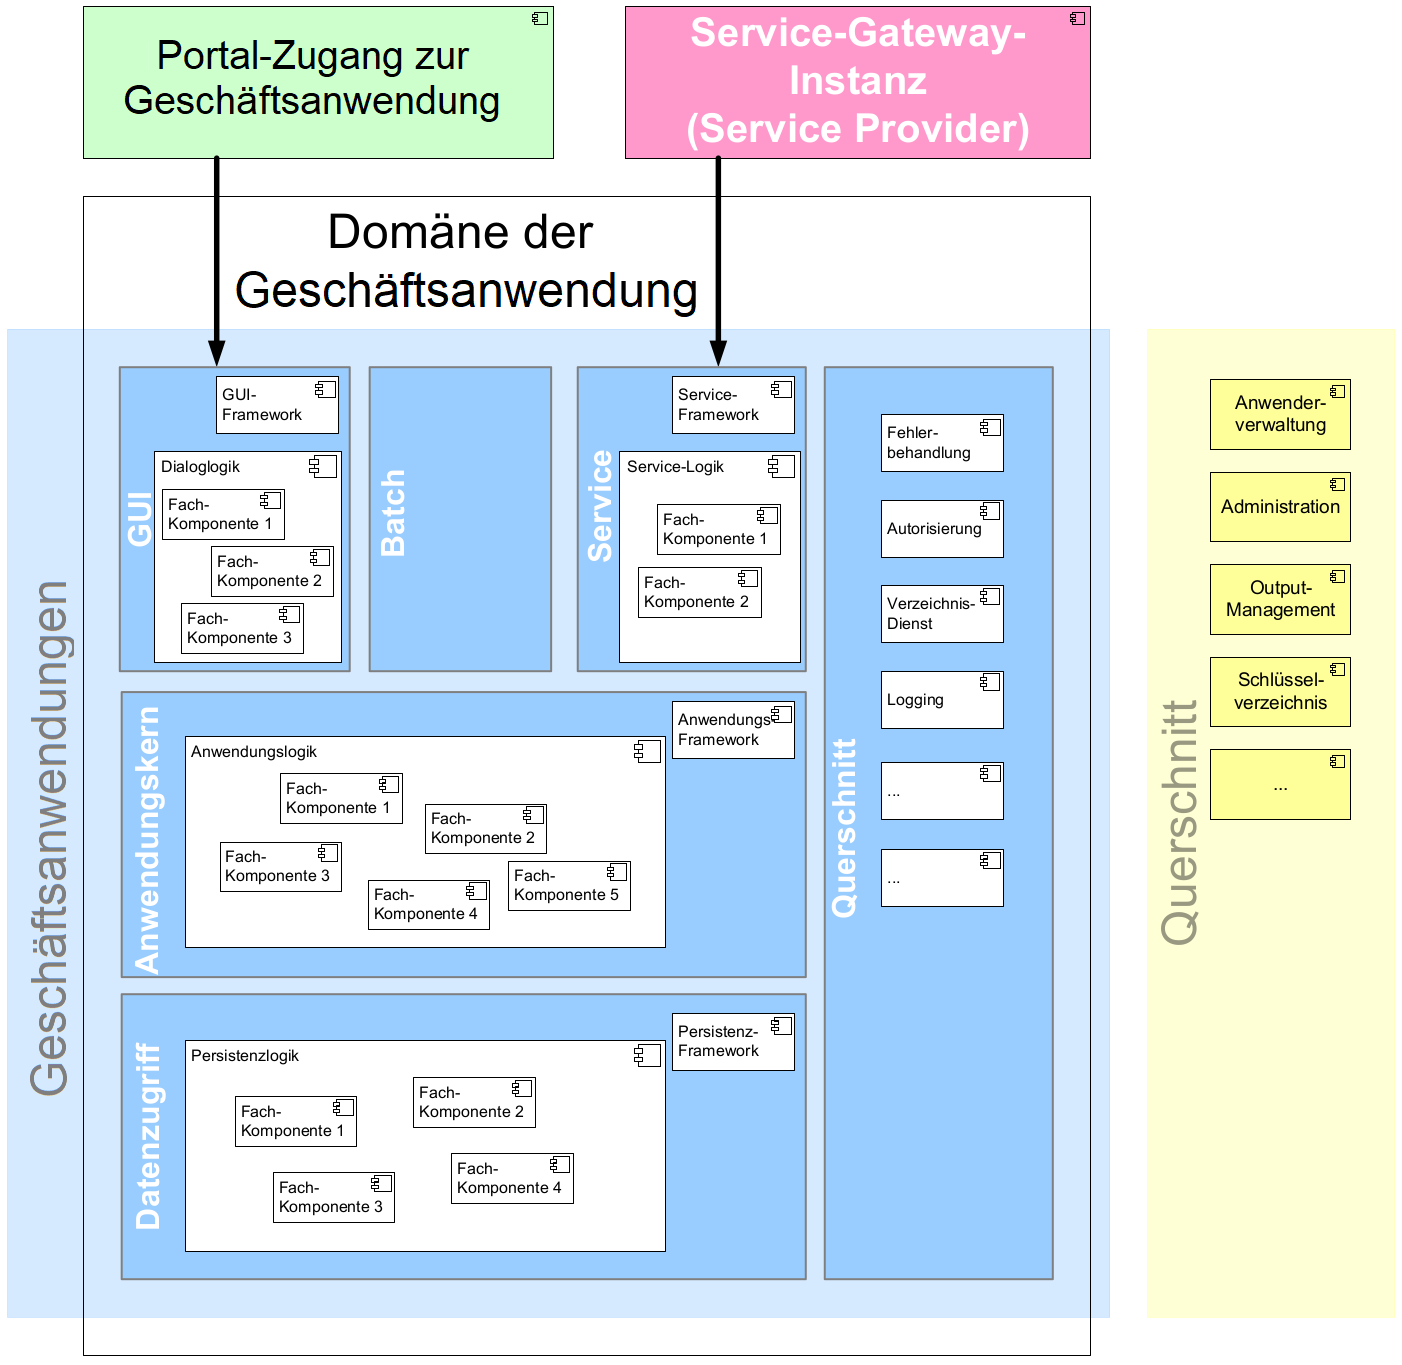 Portal-Zugang zur
Geschäftsanwendung
Service-Gateway-
Instanz
(Service Provider)
Domäne der
Geschäftsanwendung
Geschäftsanwendungen
GUI
GUI-
Framework
Dialoglogik
Fach-
Komponente 1
Fach-
Komponente 2
Fach-
Komponente 3
Batch
Service
Service-
Framework
Service-Logik
Fach-
Komponente 1
Fach-
Komponente 2
Anwendungskern
Anwendungs-
Framework
Anwendungslogik
Fach-
Komponente 1
Fach-
Komponente 2
Fach-
Komponente 3
Fach-
Komponente 4
Fach-
Komponente 5
Datenzugriff
Persistenz-
Framework
Persistenzlogik
Fach-
Komponente 1
Fach-
Komponente 2
Fach-
Komponente 3
Fach-
Komponente 4
Querschnitt
Fehler-
behandlung
Autorisierung
Verzeichnis-
Dienst
Logging
...
...
Querschnitt
Anwender-
verwaltung
Administration
Output-
Management
Schlüssel-
verzeichnis
...